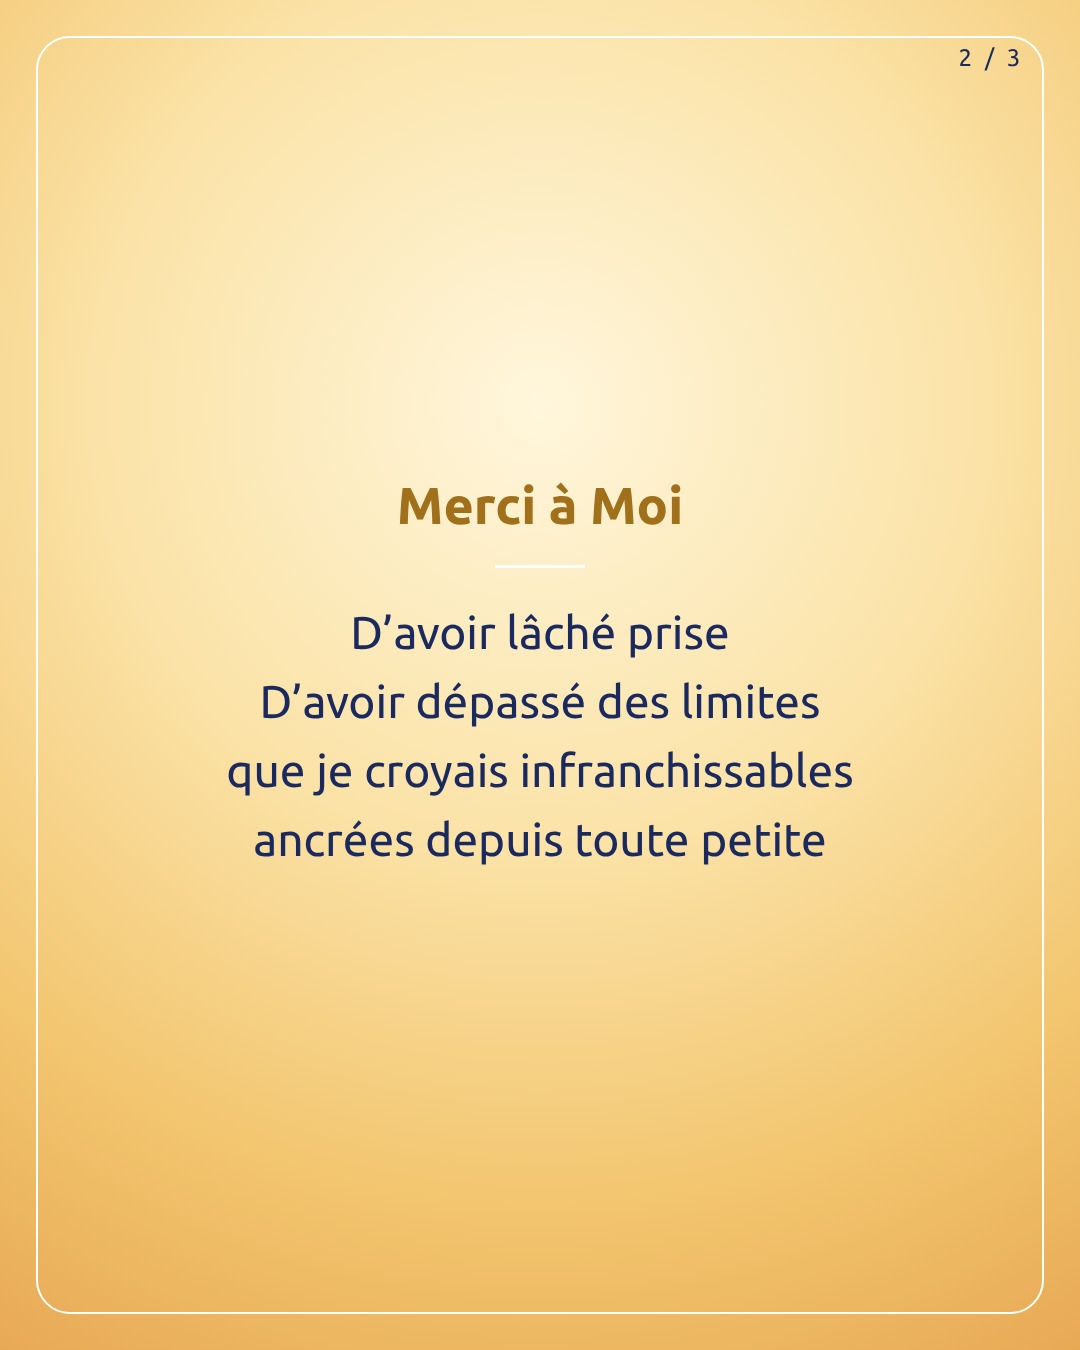 2 / 3
Merci à Moi
D’avoir lâché prise
D’avoir dépassé des limites
que je croyais infranchissables
ancrées depuis toute petite